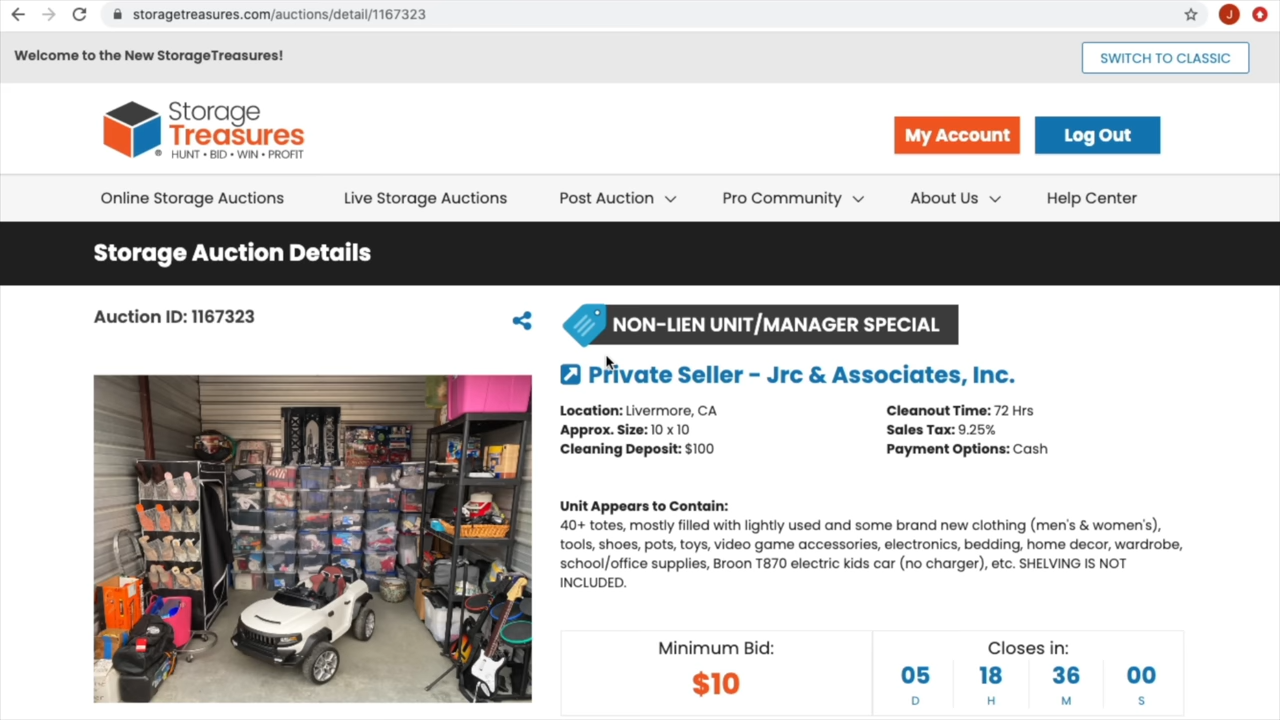 storagetreasures.com/auctions/detail/1167323
J
Welcome to the New StorageTreasures!
SWITCH TO CLASSIC
Storage
Treasures
®
HUNT • BID • WIN • PROFIT
My Account
Log Out
Online Storage Auctions
Live Storage Auctions
Post Auction
Pro Community
About Us
Help Center
Storage Auction Details
Auction ID: 1167323
NON-LIEN UNIT/MANAGER SPECIAL
Private Seller - Jrc & Associates, Inc.
Location: Livermore, CA
Approx. Size: 10 x 10
Cleaning Deposit: $100
Cleanout Time: 72 Hrs
Sales Tax: 9.25%
Payment Options: Cash
Unit Appears to Contain:
40+ totes, mostly filled with lightly used and some brand new clothing (men's & women's),
tools, shoes, pots, toys, video game accessories, electronics, bedding, home decor, wardrobe,
school/office supplies, Broon T870 electric kids car (no charger), etc. SHELVING IS NOT
INCLUDED.
Minimum Bid:
$10
Closes in:
05 18 36 00
D H M S